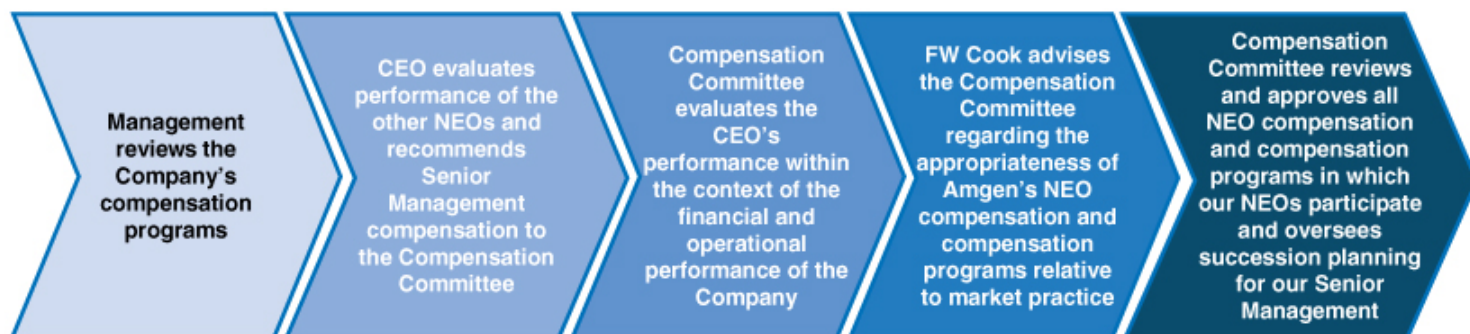 Management
reviews the
Company's
compensation
programs
CEO evaluates
performance of the
other NEOs and
recommends
Senior
Management
compensation to
the Compensation
Committee
Compensation
Committee
evaluates the
CEO's
performance within
the context of the
financial and
operational
performance of the
Company
FW Cook advises
the Compensation
Committee
regarding the
appropriateness of
Amgen's NEO
compensation and
compensation
programs relative
to market practice
Compensation
Committee reviews
and approves all
NEO compensation
and compensation
programs in which
our NEOs participate
and oversees
succession planning
for our Senior
Management